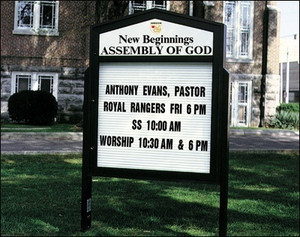 New Beginnings
ASSEMBLY OF GOD
ANTHONY EVANS, PASTOR
ROYAL RANGERS FRI 6 PM
SS 10:00 AM
WORSHIP 10:30 AM & 6 PM